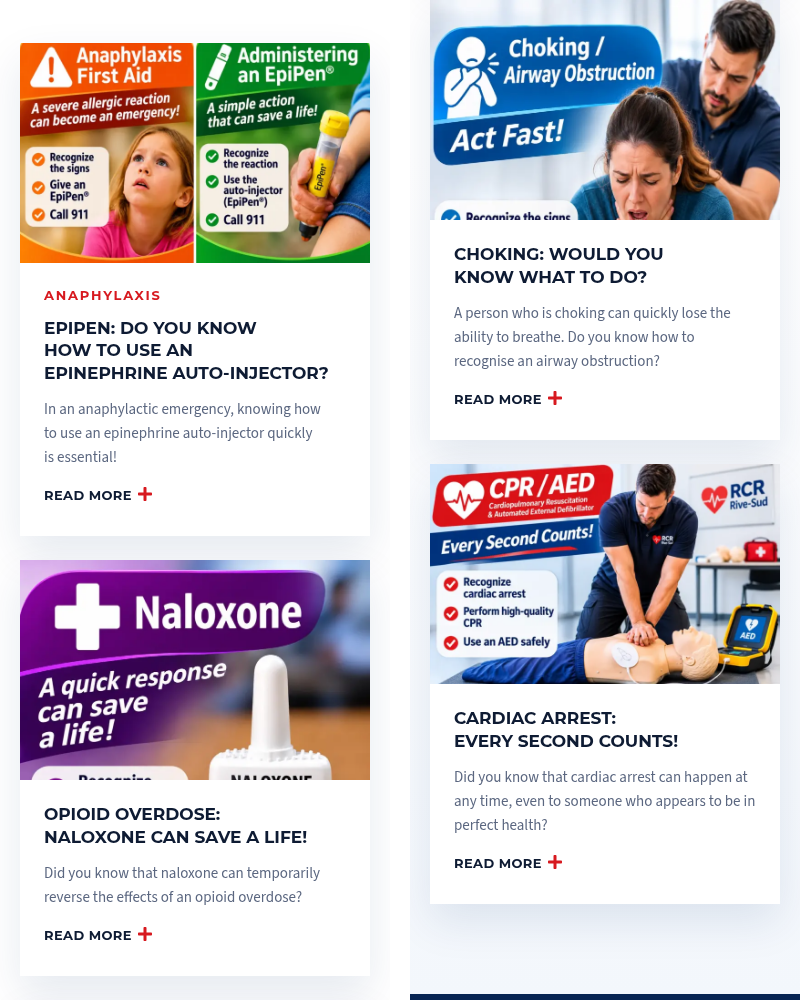 Anaphylaxis
First Aid
A severe allergic reaction
can become an emergency!
Recognize
the signs
Give an
EpiPen®
Call 911
Administering
an EpiPen®
A simple action
that can save a life!
Recognize
the reaction
Use the
auto-injector
(EpiPen®)
Call 911
EpiPen®
ANAPHYLAXIS
EPIPEN: DO YOU KNOW
HOW TO USE AN
EPINEPHRINE AUTO-INJECTOR?
In an anaphylactic emergency, knowing how
to use an epinephrine auto-injector quickly
is essential!
READ MORE
Naloxone
A quick response
can save
a life!
Recognize
NALOXONE
OPIOID OVERDOSE:
NALOXONE CAN SAVE A LIFE!
Did you know that naloxone can temporarily
reverse the effects of an opioid overdose?
READ MORE
Choking /
Airway Obstruction
Act Fast!
Recognize the signs
CHOKING: WOULD YOU
KNOW WHAT TO DO?
A person who is choking can quickly lose the
ability to breathe. Do you know how to
recognise an airway obstruction?
READ MORE
CPR / AED
Cardiopulmonary Resuscitation
& Automated External Defibrillator
Every Second Counts!
Recognize
cardiac arrest
Perform high-quality
CPR
Use an AED safely
RCR
Rive-Sud
RCR
AED
CARDIAC ARREST:
EVERY SECOND COUNTS!
Did you know that cardiac arrest can happen at
any time, even to someone who appears to be in
perfect health?
READ MORE